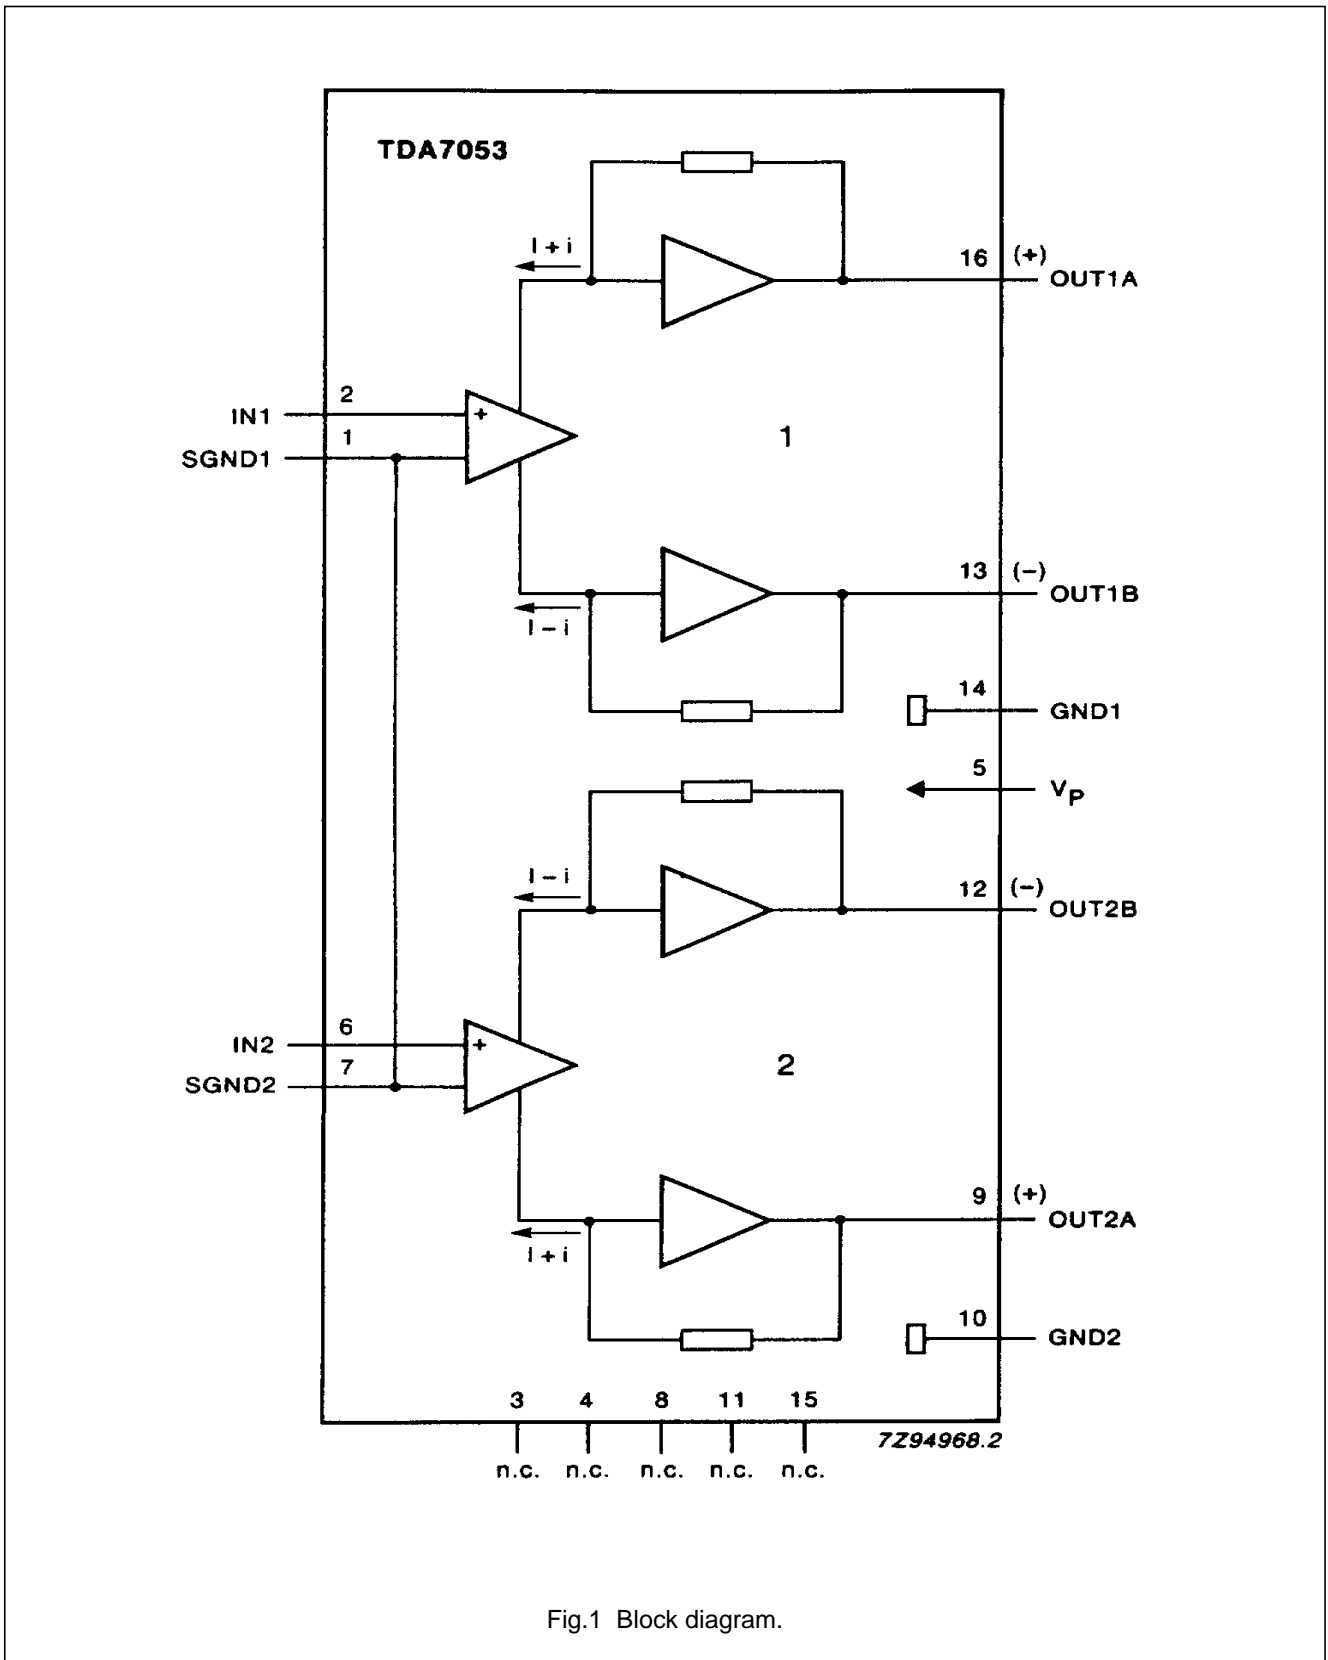 TDA7053
I + i
16 (+)
OUT1A
2
IN1
+
1
1
SGND1
13 (−)
OUT1B
I − i
14
GND1
5
VP
I − i
12 (−)
OUT2B
6
IN2
+
7
2
SGND2
9 (+)
OUT2A
I + i
10
GND2
3 4 8 11 15
7Z94968.2
n.c. n.c. n.c. n.c. n.c.
Fig.1 Block diagram.